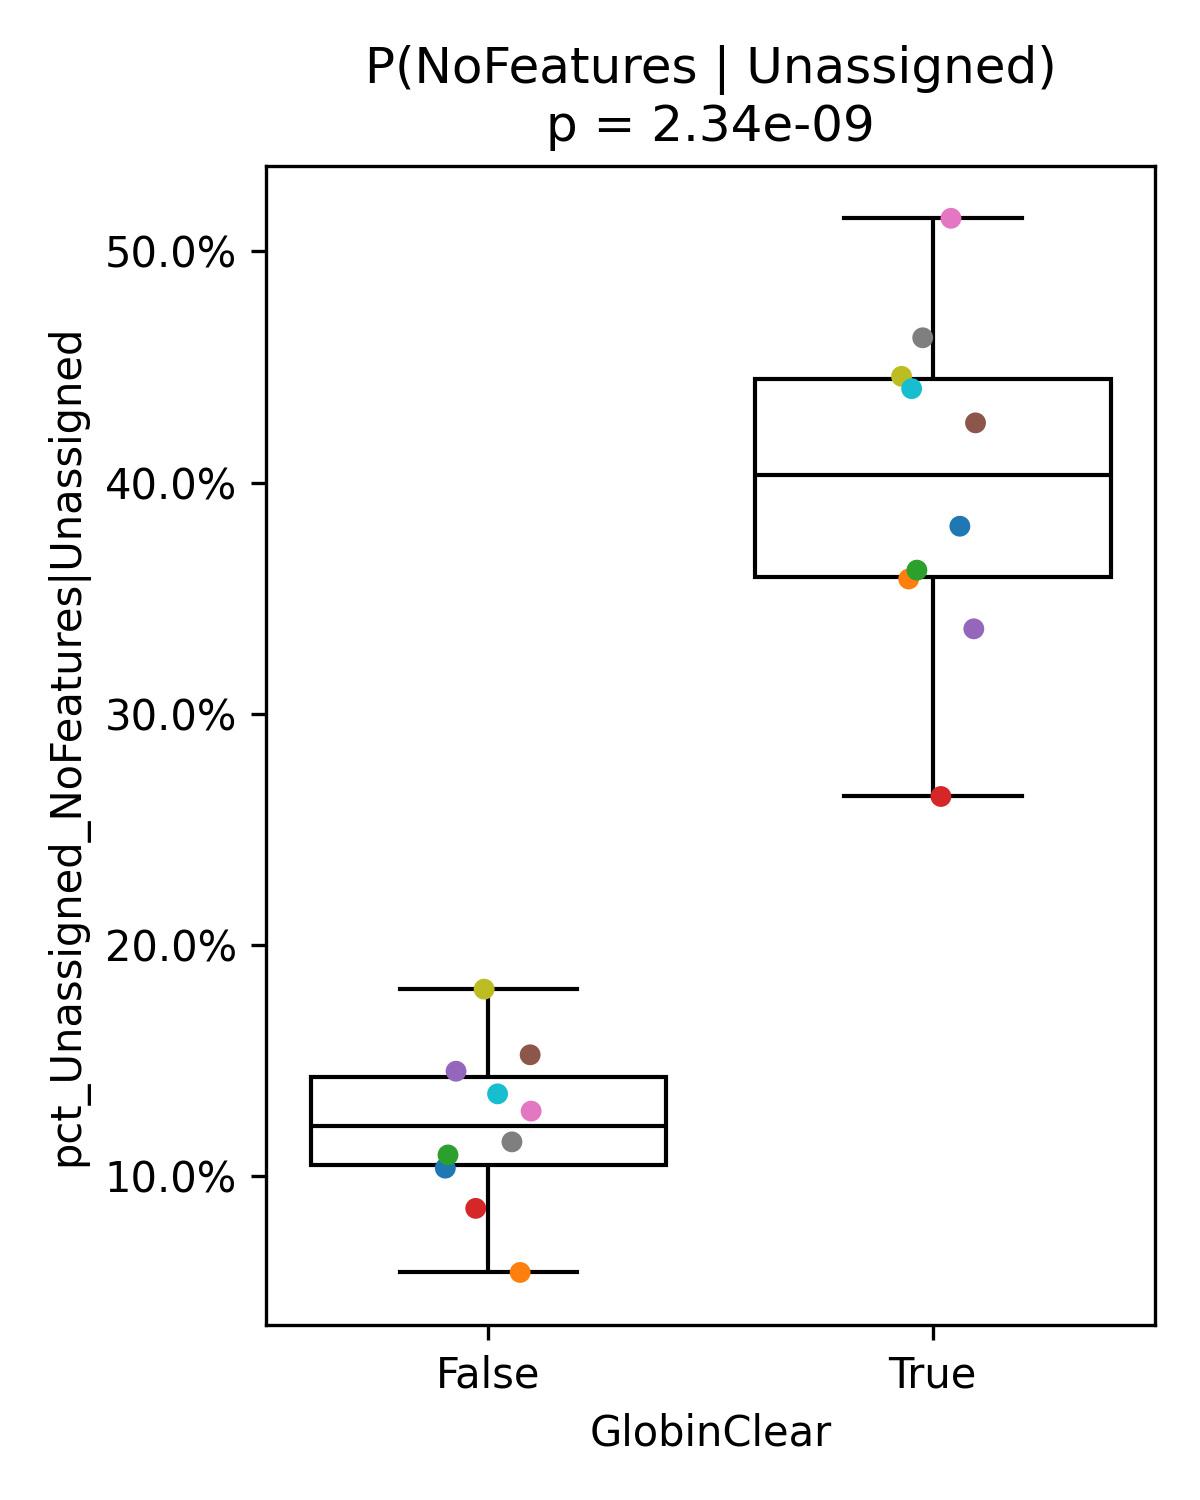 P(NoFeatures | Unassigned)
p = 2.34e-09
pct_Unassigned_NoFeatures|Unassigned
50.0%
40.0%
30.0%
20.0%
10.0%
False
True
GlobinClear